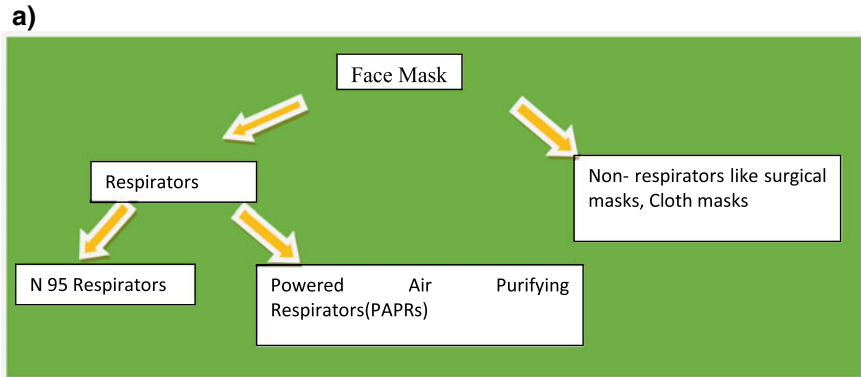 a)
Face Mask
Respirators
Non- respirators like surgical
masks, Cloth masks
N 95 Respirators
Powered Air Purifying
Respirators(PAPRs)